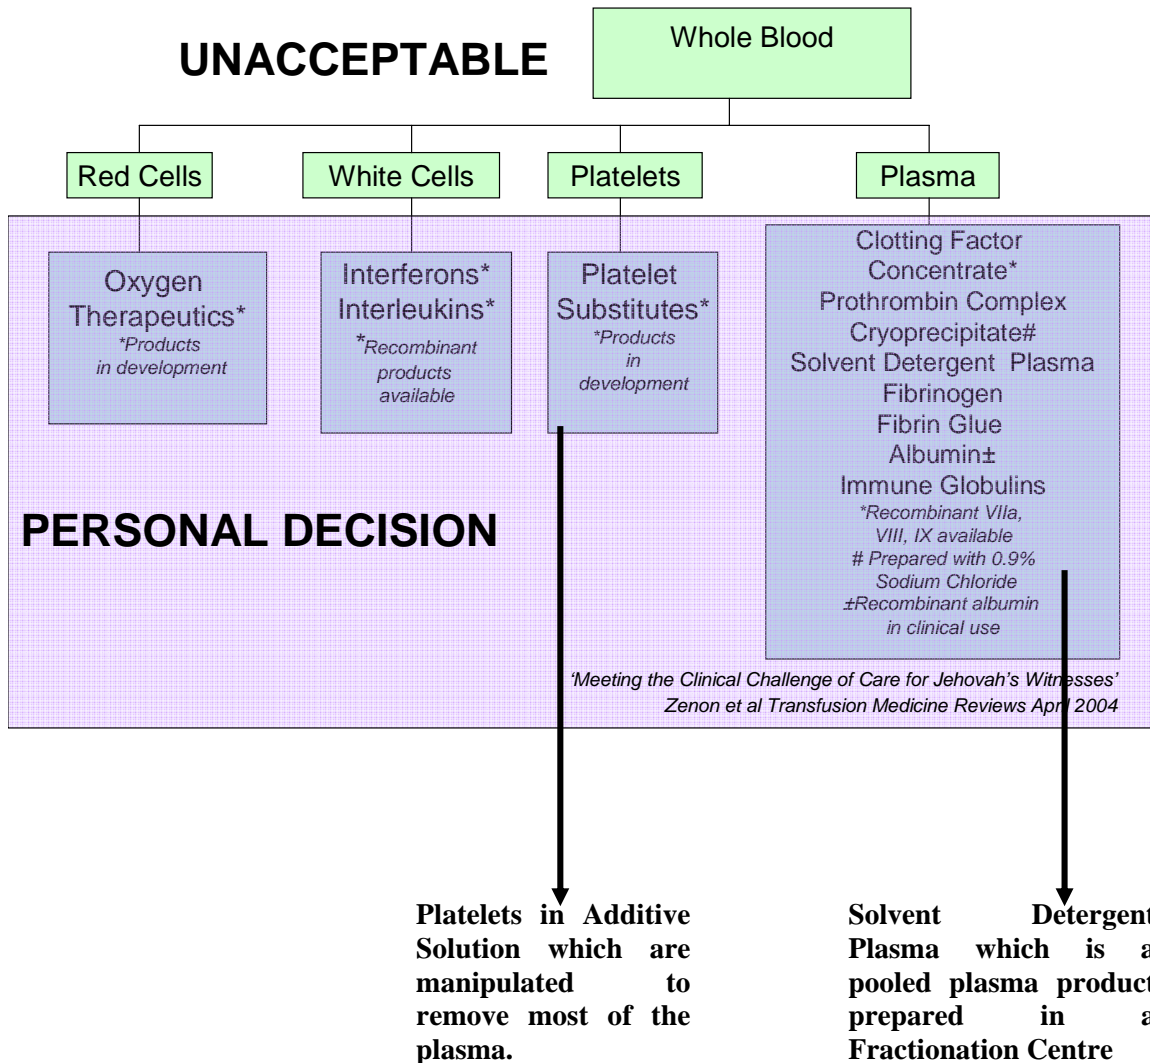 UNACCEPTABLE
Whole Blood
Red Cells
White Cells
Platelets
Plasma
Oxygen
Therapeutics*
*Products
in development
Interferons*
Interleukins*
*Recombinant
products
available
Platelet
Substitutes*
*Products
in
development
Clotting Factor
Concentrate*
Prothrombin Complex
Cryoprecipitate#
Solvent Detergent Plasma
Fibrinogen
Fibrin Glue
Albumin±
Immune Globulins
*Recombinant VIIa,
VIII, IX available
# Prepared with 0.9%
Sodium Chloride
±Recombinant albumin
in clinical use
PERSONAL DECISION
'Meeting the Clinical Challenge of Care for Jehovah's Witnesses'
Zenon et al Transfusion Medicine Reviews April 2004
Platelets in Additive
Solution which are
manipulated to
remove most of the
plasma.
Solvent Detergent
Plasma which is a
pooled plasma product
prepared in a
Fractionation Centre